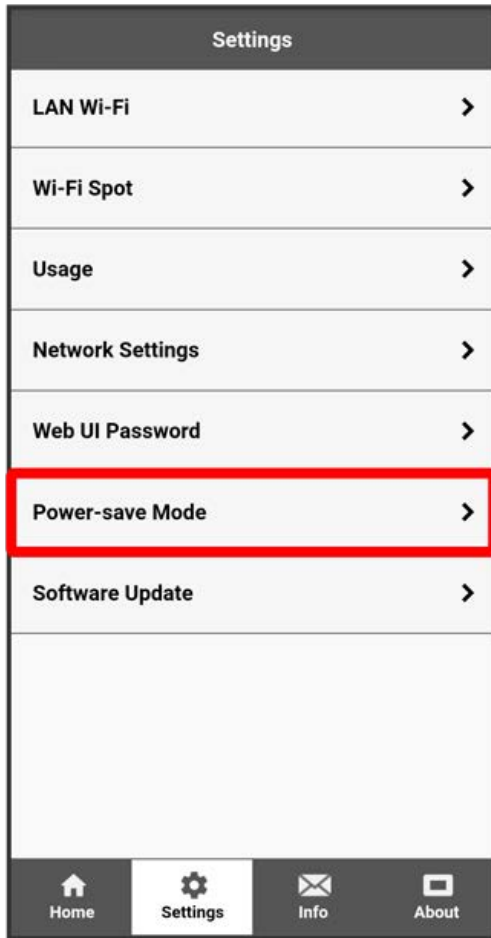 Settings
LAN Wi-Fi
Wi-Fi Spot
Usage
Network Settings
Web UI Password
Power-save Mode
Software Update
Home
Settings
Info
About